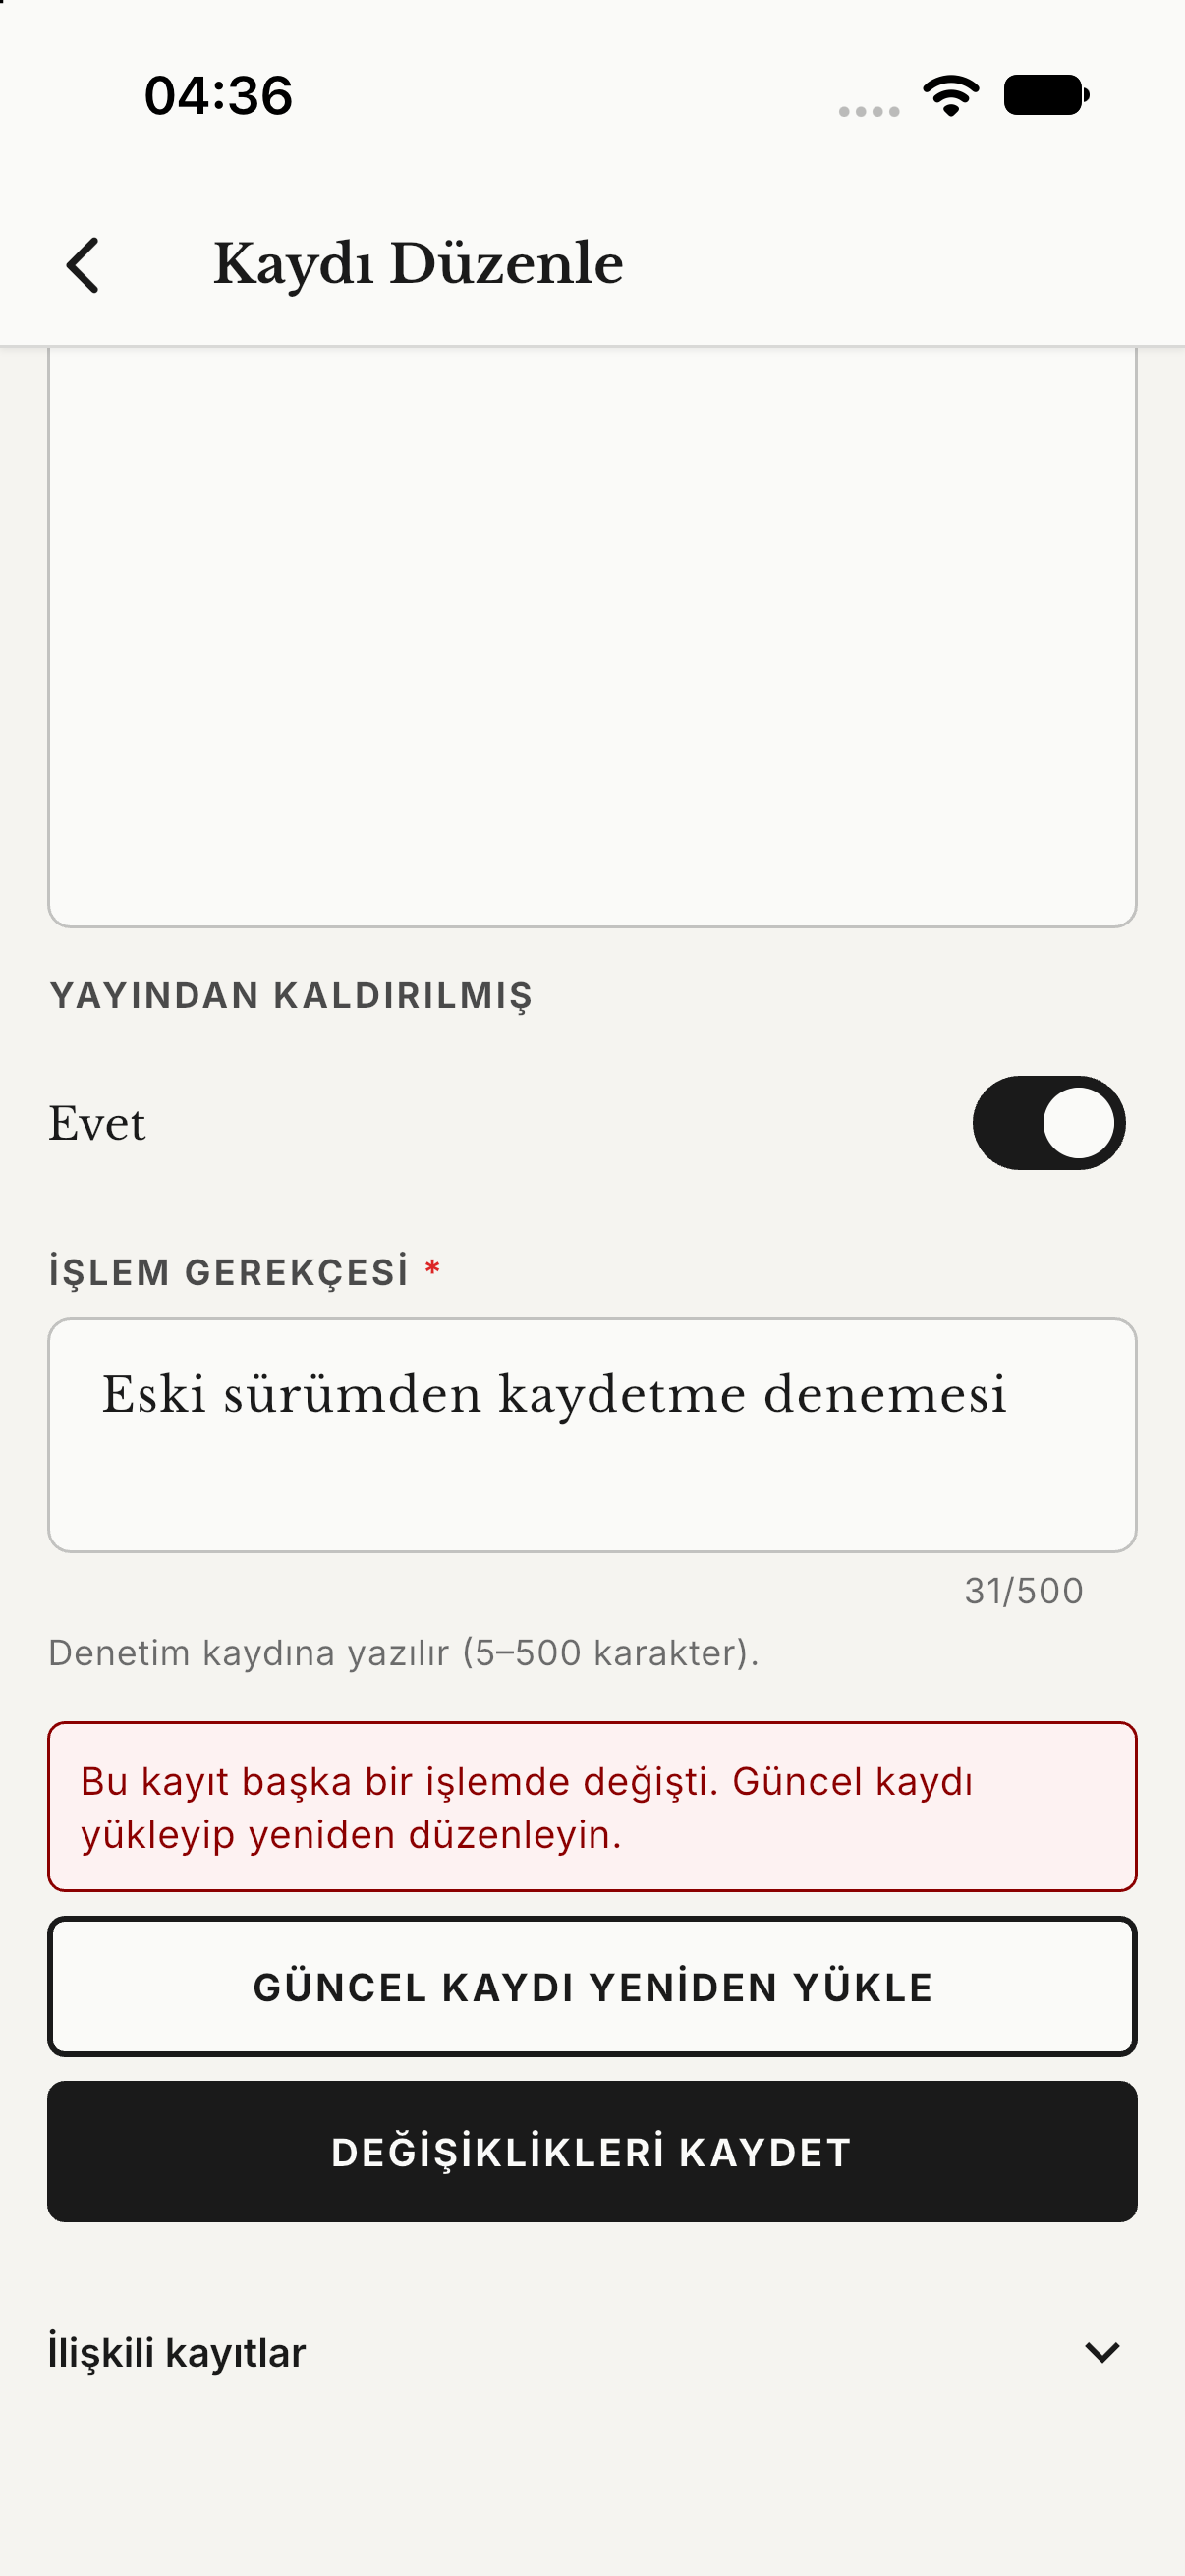 04:36
Kaydı Düzenle
YAYINDAN KALDIRILMIŞ
Evet
İŞLEM GEREKÇESİ *
Eski sürümden kaydetme denemesi
31/500
Denetim kaydına yazılır (5–500 karakter).
Bu kayıt başka bir işlemde değişti. Güncel kaydı
yükleyip yeniden düzenleyin.
GÜNCEL KAYDI YENİDEN YÜKLE
DEĞİŞİKLİKLERİ KAYDET
İlişkili kayıtlar